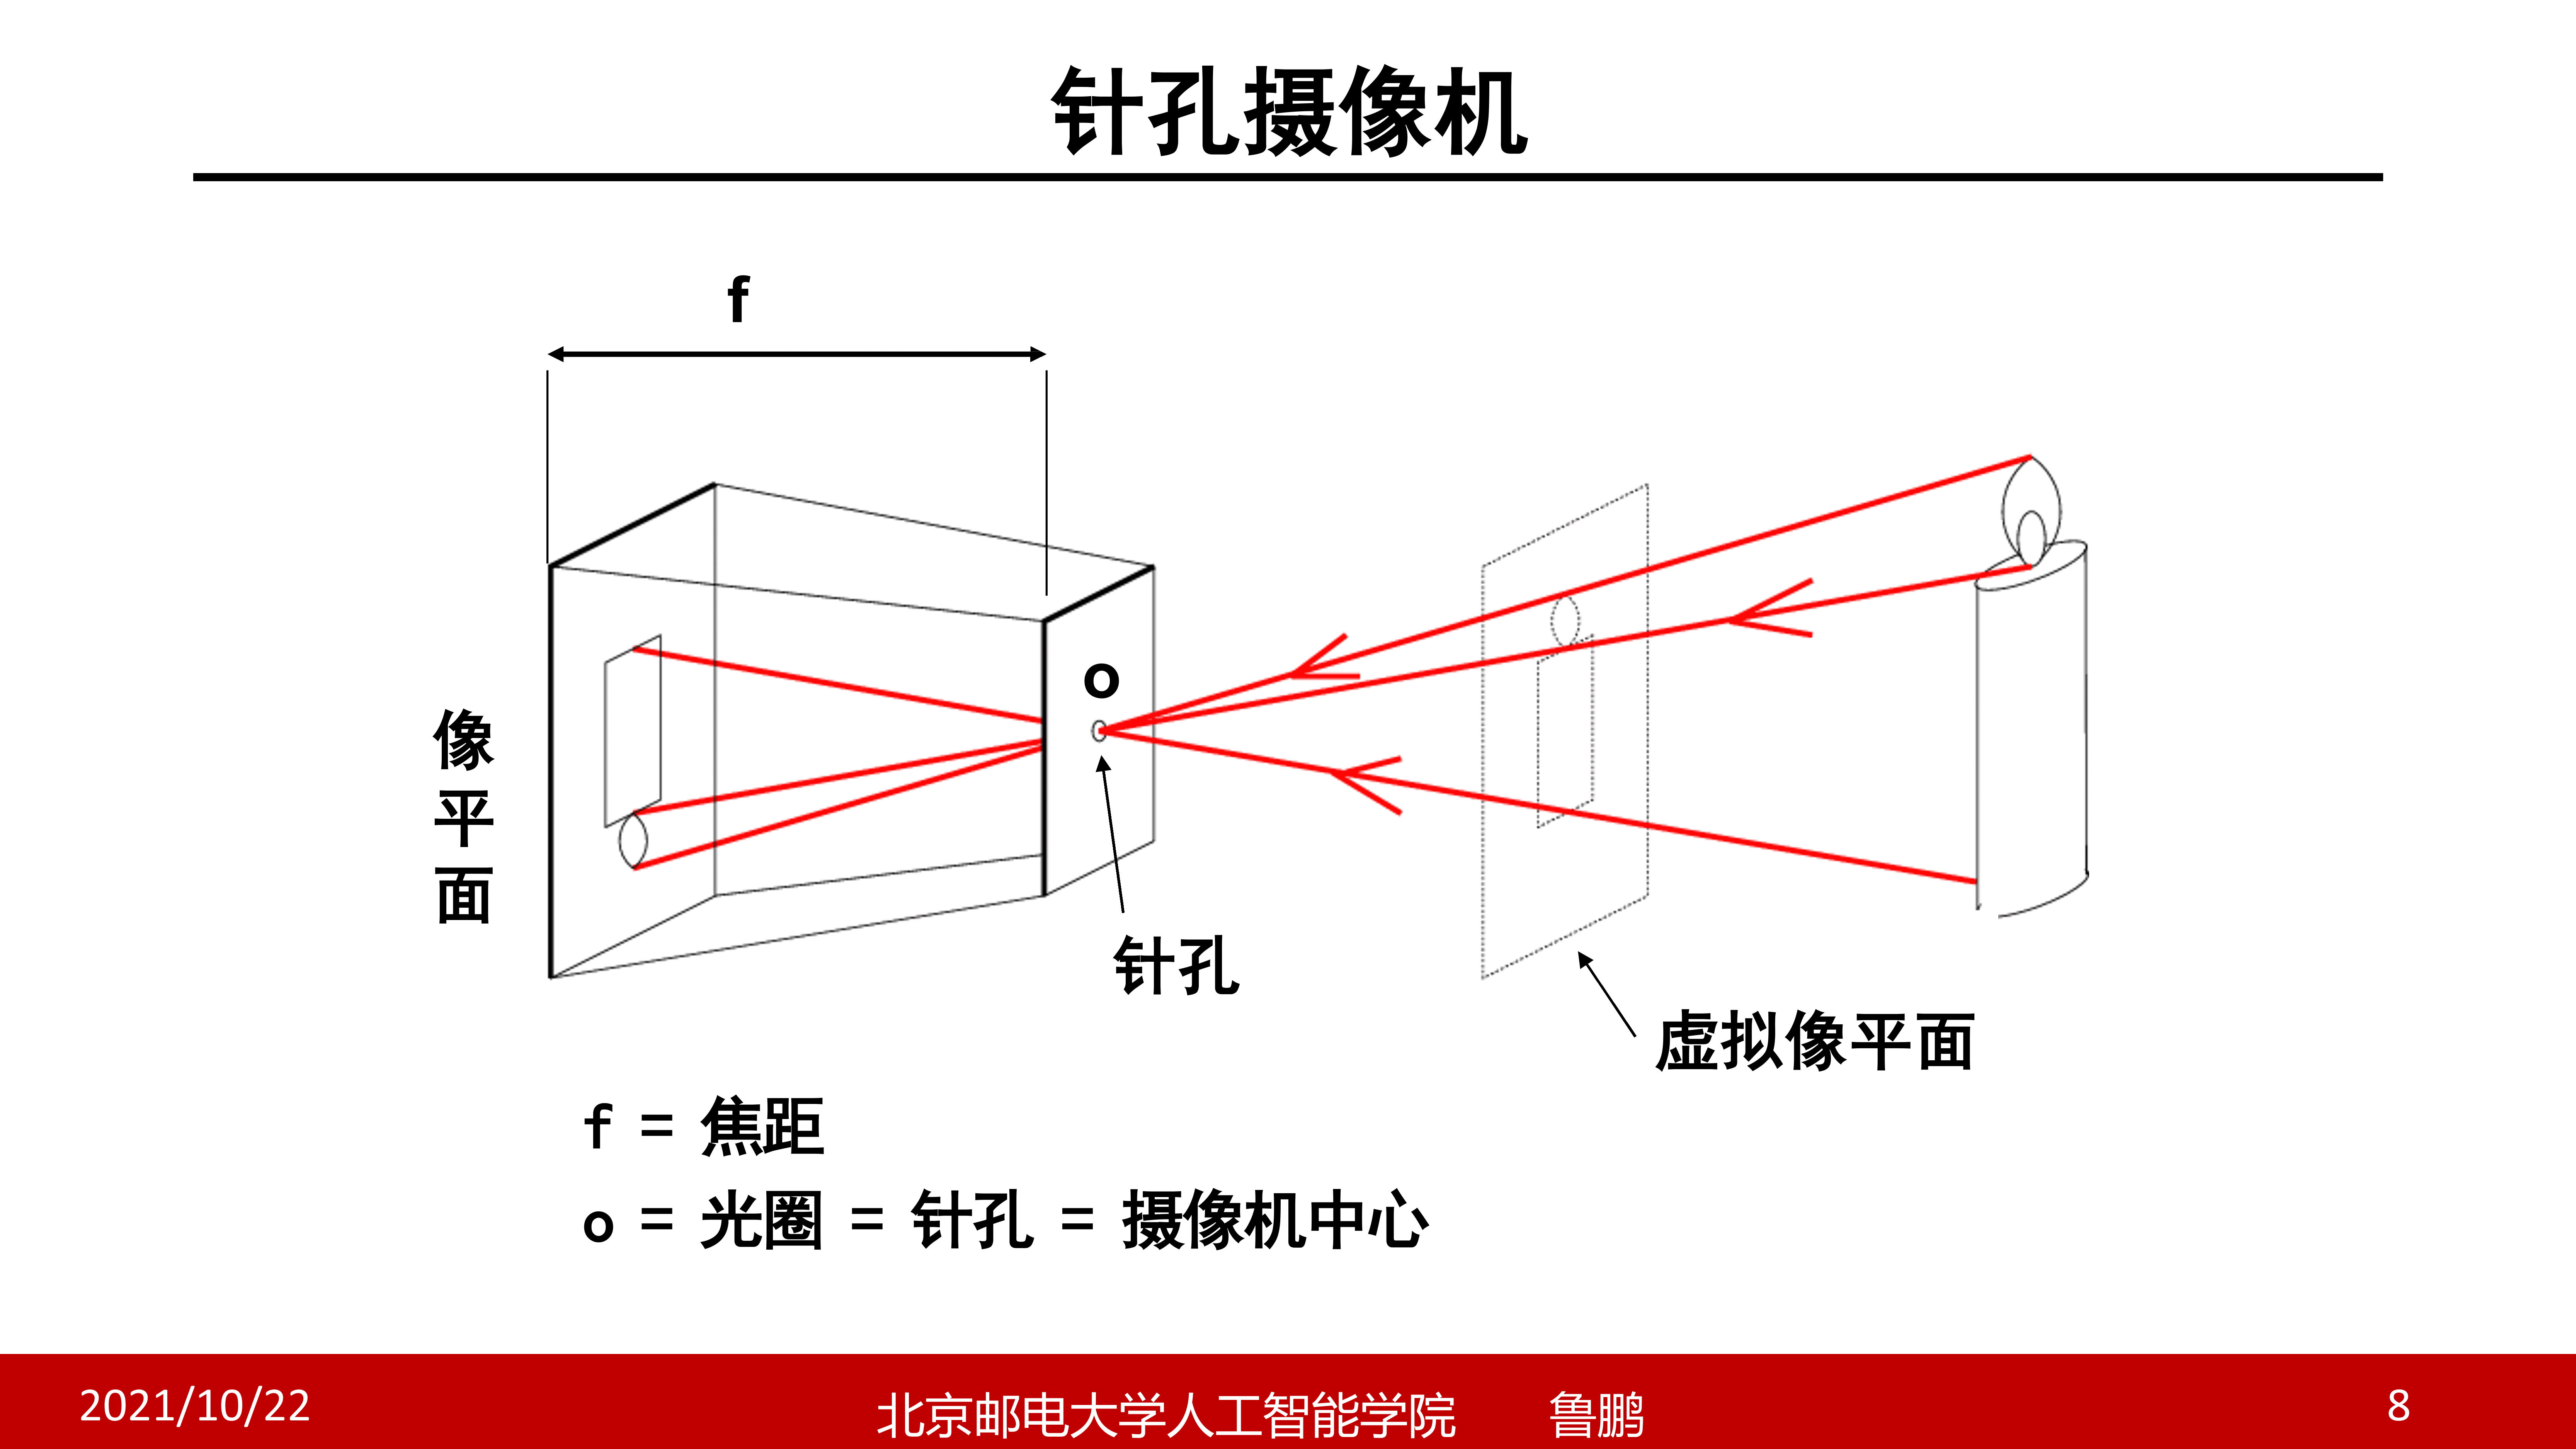 针孔摄像机
f
o
像平面
针孔
虚拟像平面
f = 焦距
o = 光圈 = 针孔 = 摄像机中心
2021/10/22
北京邮电大学人工智能学院 鲁鹏
8